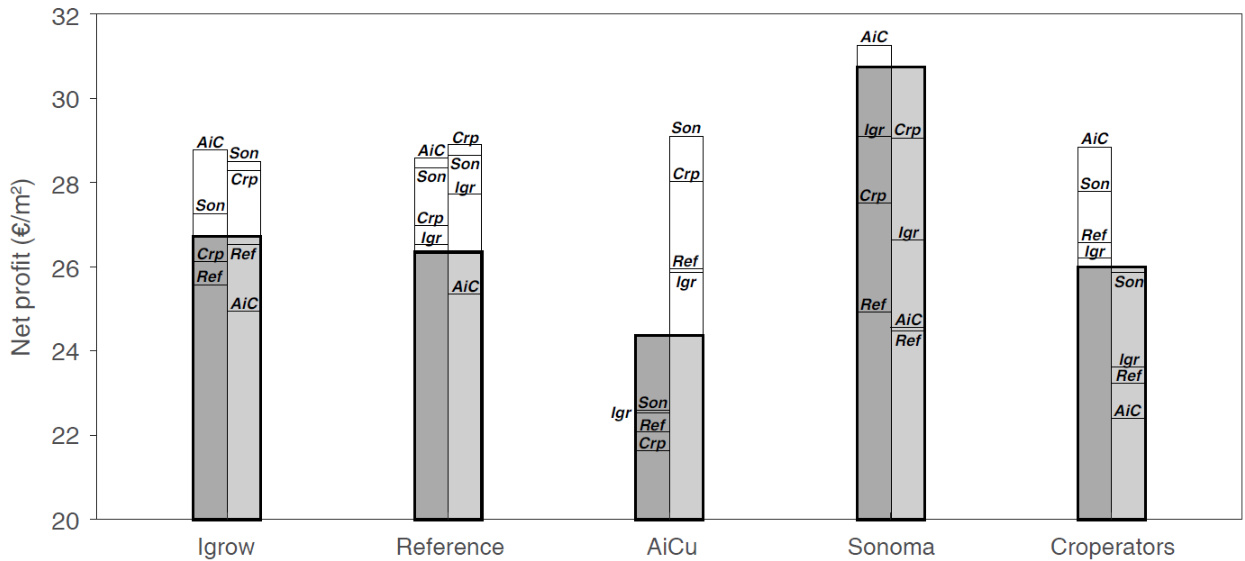 32
30
28
26
24
22
20
Net profit (€/m²)
AiC
Son
Crp
Ref
Son
Crp
Ref
AiC
AiC
Son
Crp
Igr
Crp
Son
Igr
AiC
Igr
Son
Ref
Crp
Son
Crp
Ref
Igr
AiC
Igr
Crp
Ref
Crp
Igr
AiC
Ref
AiC
Son
Ref
Igr
Son
Igr
Ref
AiC
Igrow
Reference
AiCu
Sonoma
Croperators